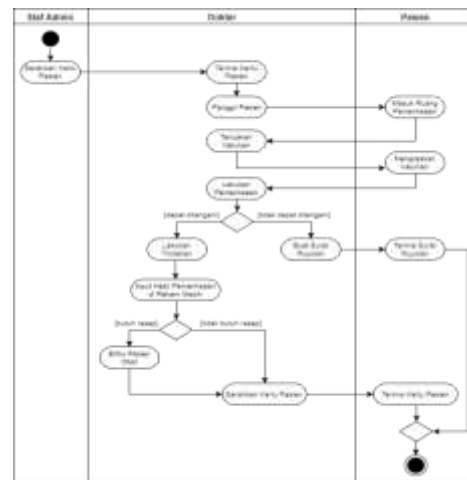 Staf Admin
Dokter
Pasien
Serahkan Kartu
Pasien
Terima Kartu
Pasien
Panggil Pasien
Masuk Ruang
Pemeriksaan
Tanyakan
Keluhan
Menjelaskan
Keluhan
Lakukan
Pemeriksaan
[dapat ditangani]
[tidak dapat ditangani]
Lakukan
Tindakan
Buat Surat
Rujukan
Terima Surat
Rujukan
Input Hasil Pemeriksaan
di Rekam Medik
[butuh resep]
[tidak butuh resep]
Entry Resep
Obat
Serahkan Kartu Pasien
Terima Kartu Pasien